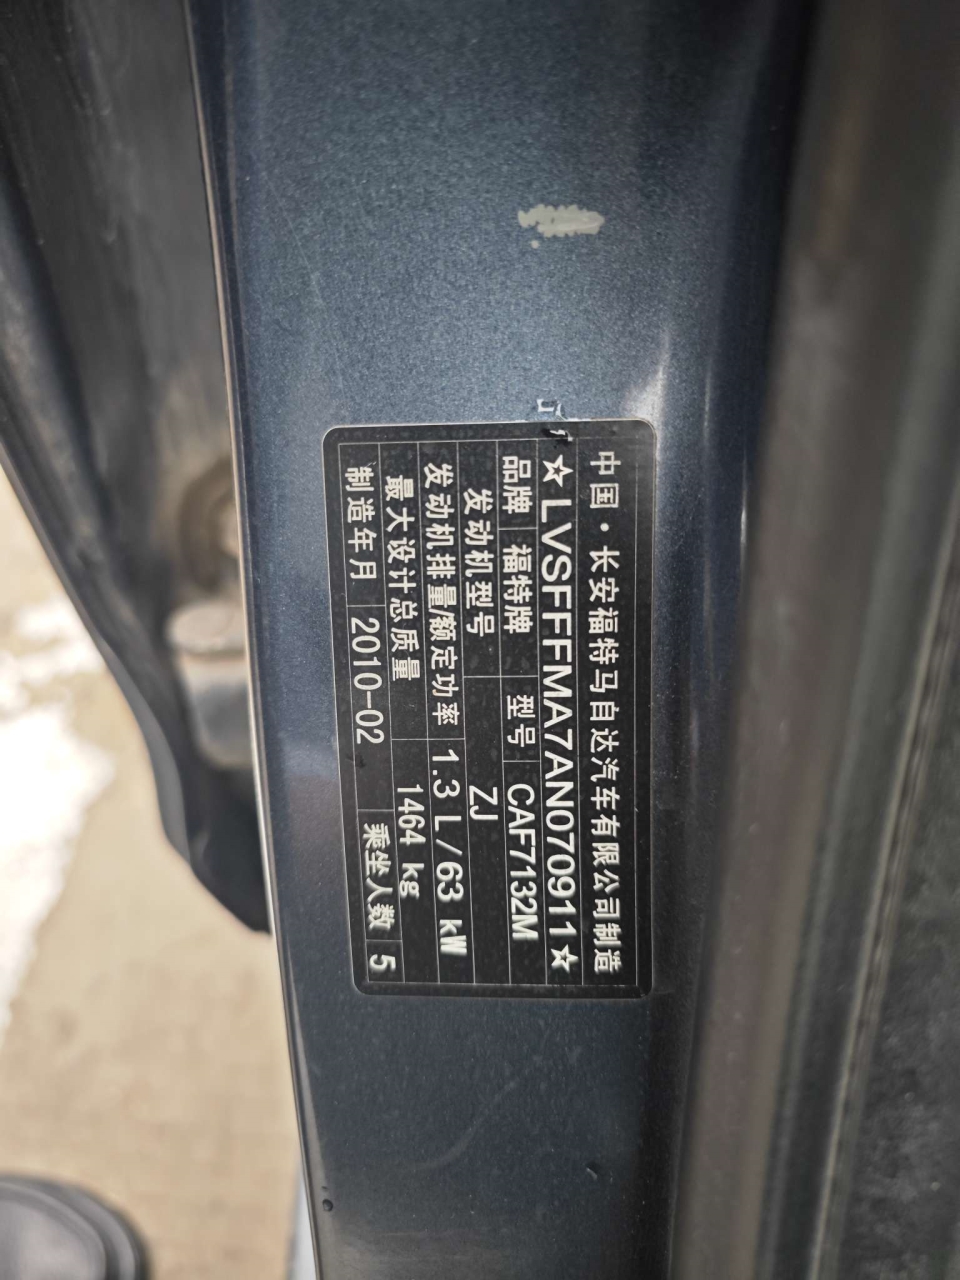 中国·长安福特马自达汽车有限公司制造
☆LVSFFFMA7AN070911☆
品牌 福特牌 型号 CAF7132M
发动机型号 ZJ
发动机排量/额定功率 1.3 L/63 kW
最大设计总质量 1464 kg
制造年月 2010-02 乘坐人数 5